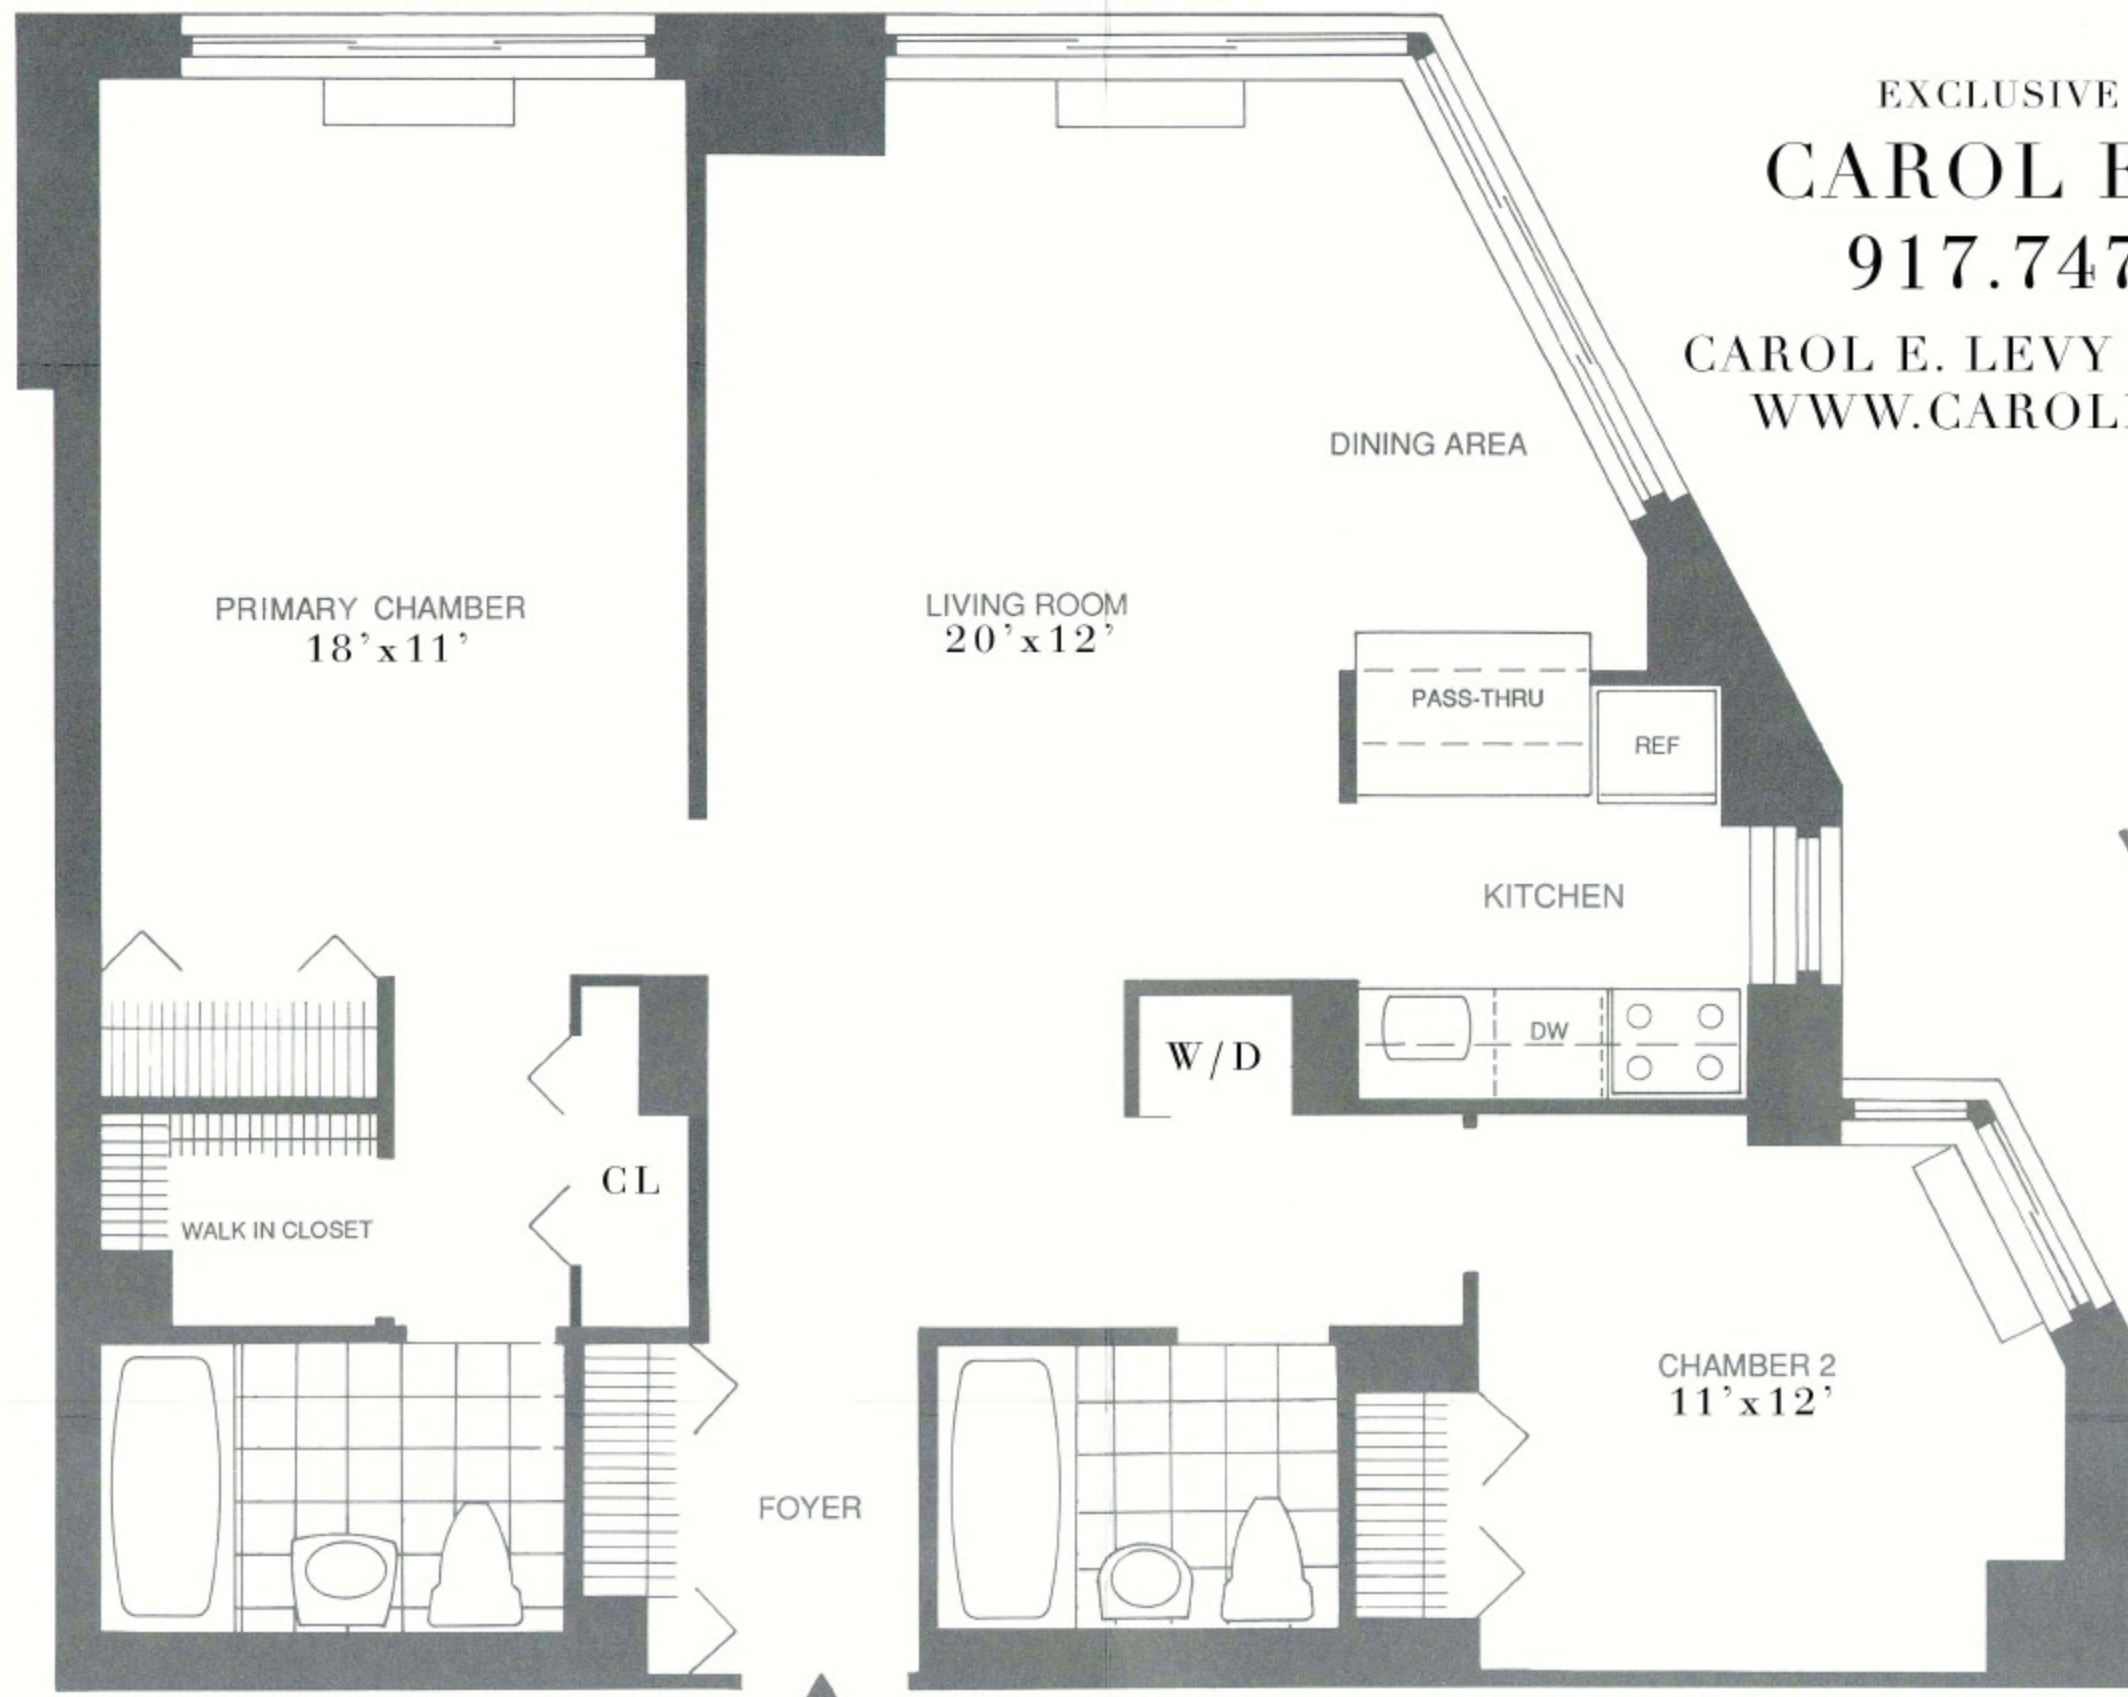 EXCLUSIVE
CAROL E
917.747
CAROL E. LEVY
WWW.CAROL
DINING AREA
PRIMARY CHAMBER
18'x11'
LIVING ROOM
20'x12'
PASS-THRU
REF
KITCHEN
W/D
DW
CL
WALK IN CLOSET
CHAMBER 2
11'x12'
FOYER